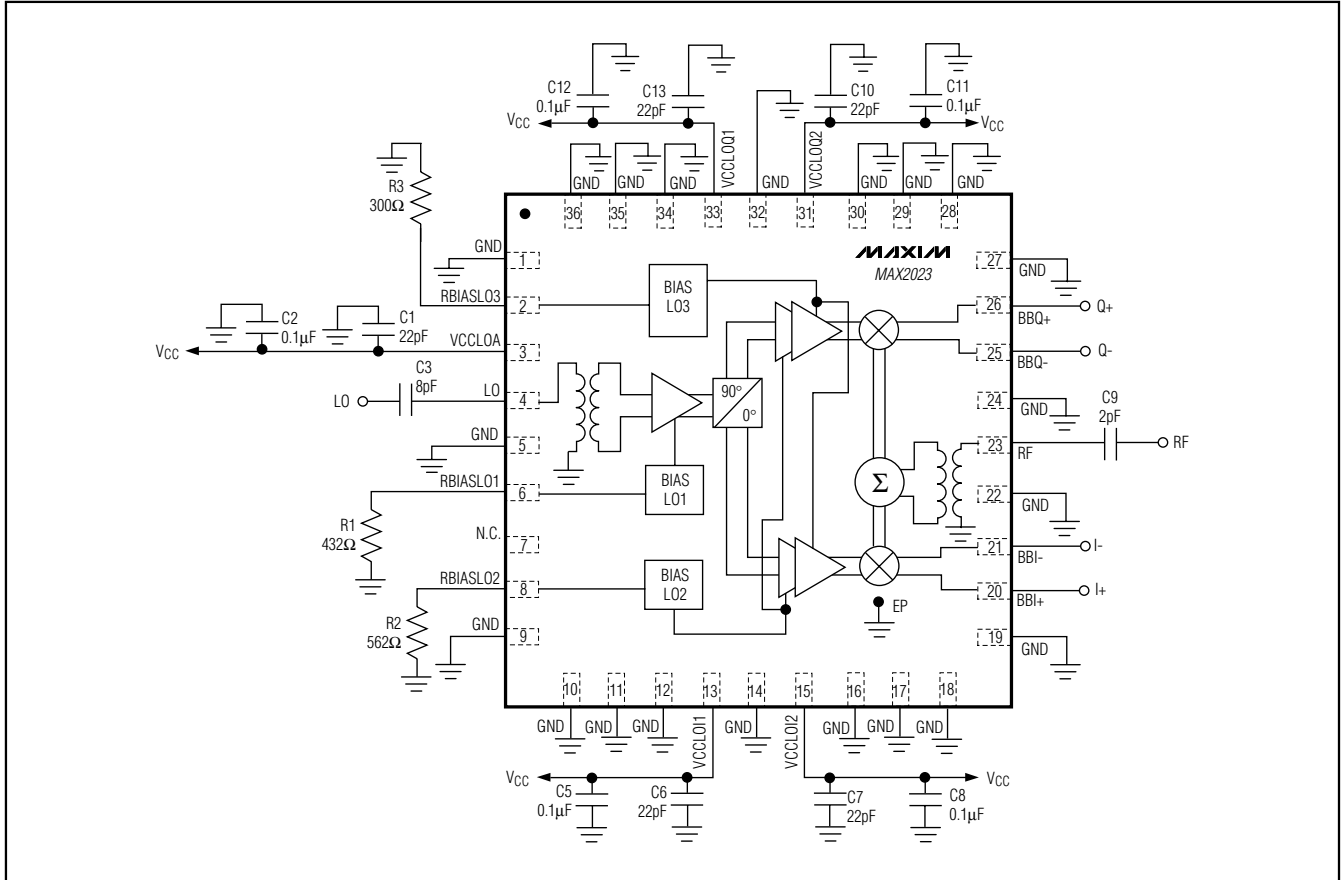 C12
0.1µF
C13
22pF
C10
22pF
C11
0.1µF
VCC
VCCLOQ1
VCCLOQ2
VCC
GND
GND
GND
GND
GND
GND
GND
36
35
34
33
32
31
30
29
28
R3
300Ω
MAXIM
MAX2023
GND
1
RBIASLO3
2
C2
0.1µF
C1
22pF
VCC
VCCLOA
3
C3
8pF
LO
LO
4
GND
5
RBIASLO1
6
R1
432Ω
N.C.
7
RBIASLO2
8
R2
562Ω
GND
9
BIAS
LO3
90°
0°
BIAS
LO1
BIAS
LO2
Σ
EP
27
GND
26
BBQ+
Q+
25
BBQ-
Q-
24
GND
C9
2pF
23
RF
RF
22
GND
21
BBI-
I-
20
BBI+
I+
19
GND
10
11
12
13
14
15
16
17
18
GND
GND
GND
VCCLOI1
GND
VCCLOI2
GND
GND
GND
VCC
C5
0.1µF
C6
22pF
C7
22pF
C8
0.1µF
VCC